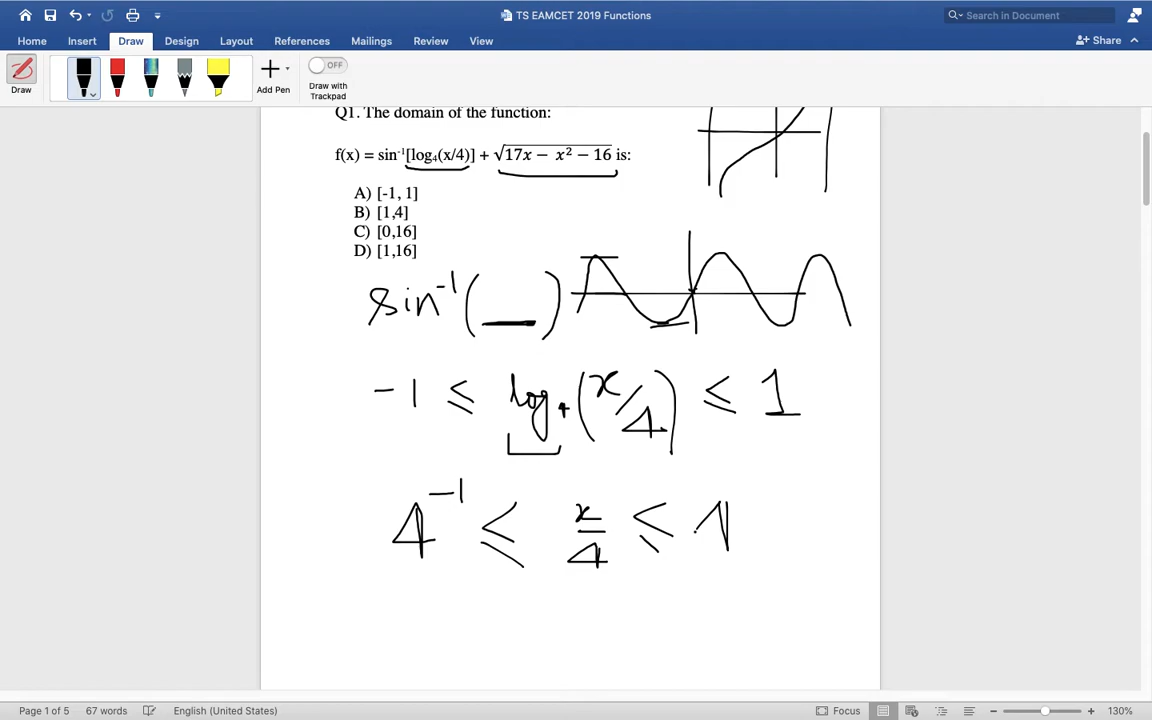 TS EAMCET 2019 Functions
Search in Document
Home Insert Draw Design Layout References Mailings Review View
Share
Draw
OFF
Add Pen
Draw with
Trackpad
Q1. The domain of the function:
f(x) = sin⁻¹[log₄(x/4)] + √17x − x² − 16 is:
A) [-1, 1]
B) [1,4]
C) [0,16]
D) [1,16]
sin⁻¹( )
−1 ≤ log₄(x/4) ≤ 1
4⁻¹ ≤ x/4 ≤ 1
Page 1 of 5 67 words English (United States) Focus 130%